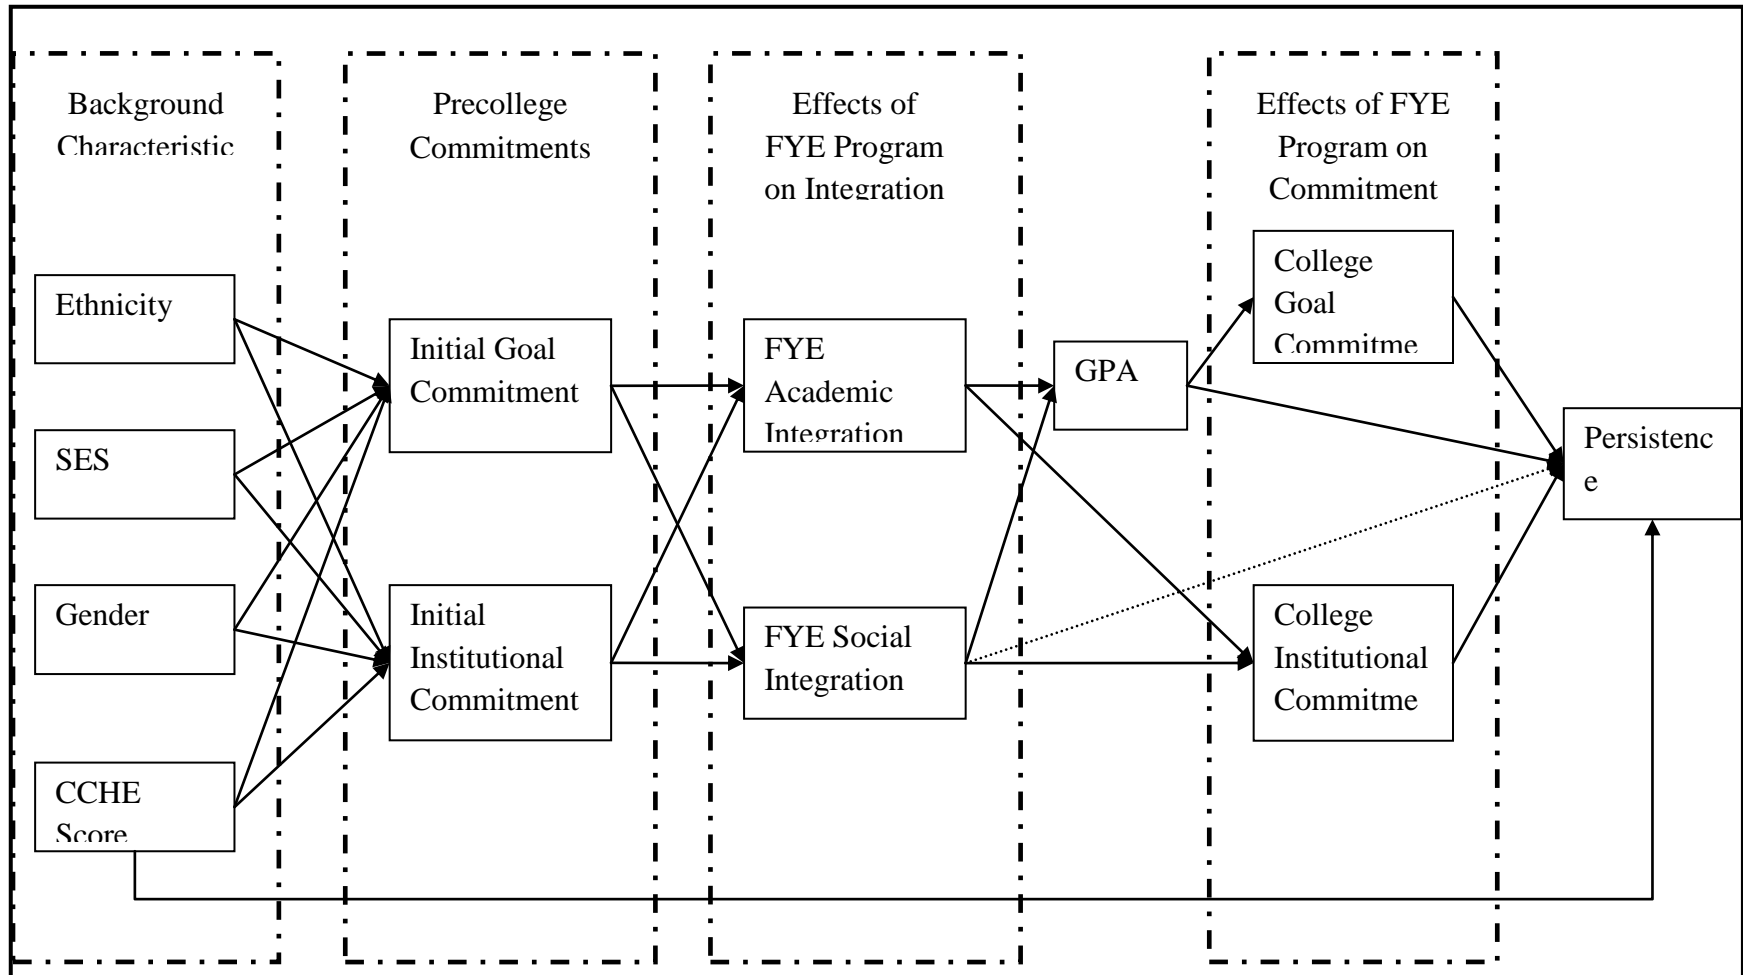 Background
Characteristic
Precollege
Commitments
Effects of
FYE Program
on Integration
Effects of FYE
Program on
Commitment
Ethnicity
SES
Gender
CCHE
Score
Initial Goal
Commitment
Initial
Institutional
Commitment
FYE
Academic
Integration
FYE Social
Integration
GPA
College
Goal
Commitme
College
Institutional
Commitme
Persistenc
e